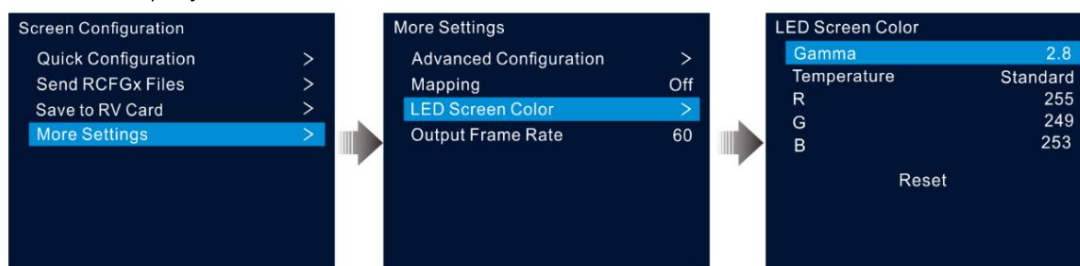 Screen Configuration
Quick Configuration >
Send RCFGx Files >
Save to RV Card >
More Settings >
More Settings
Advanced Configuration >
Mapping Off
LED Screen Color >
Output Frame Rate 60
LED Screen Color
Gamma 2.8
Temperature Standard
R 255
G 249
B 253
Reset